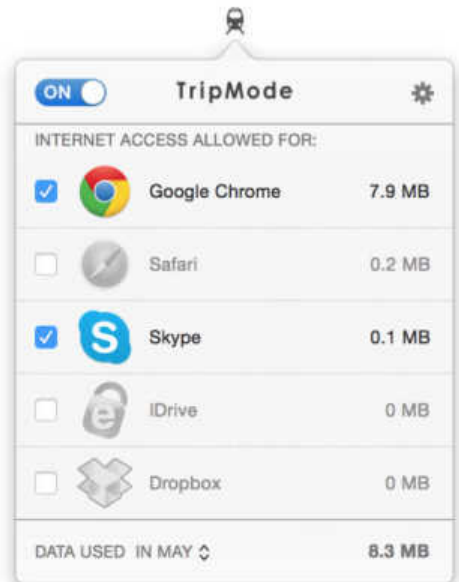 ON TripMode
INTERNET ACCESS ALLOWED FOR:
Google Chrome 7.9 MB
Safari 0.2 MB
S Skype 0.1 MB
e IDrive 0 MB
Dropbox 0 MB
DATA USED IN MAY 8.3 MB